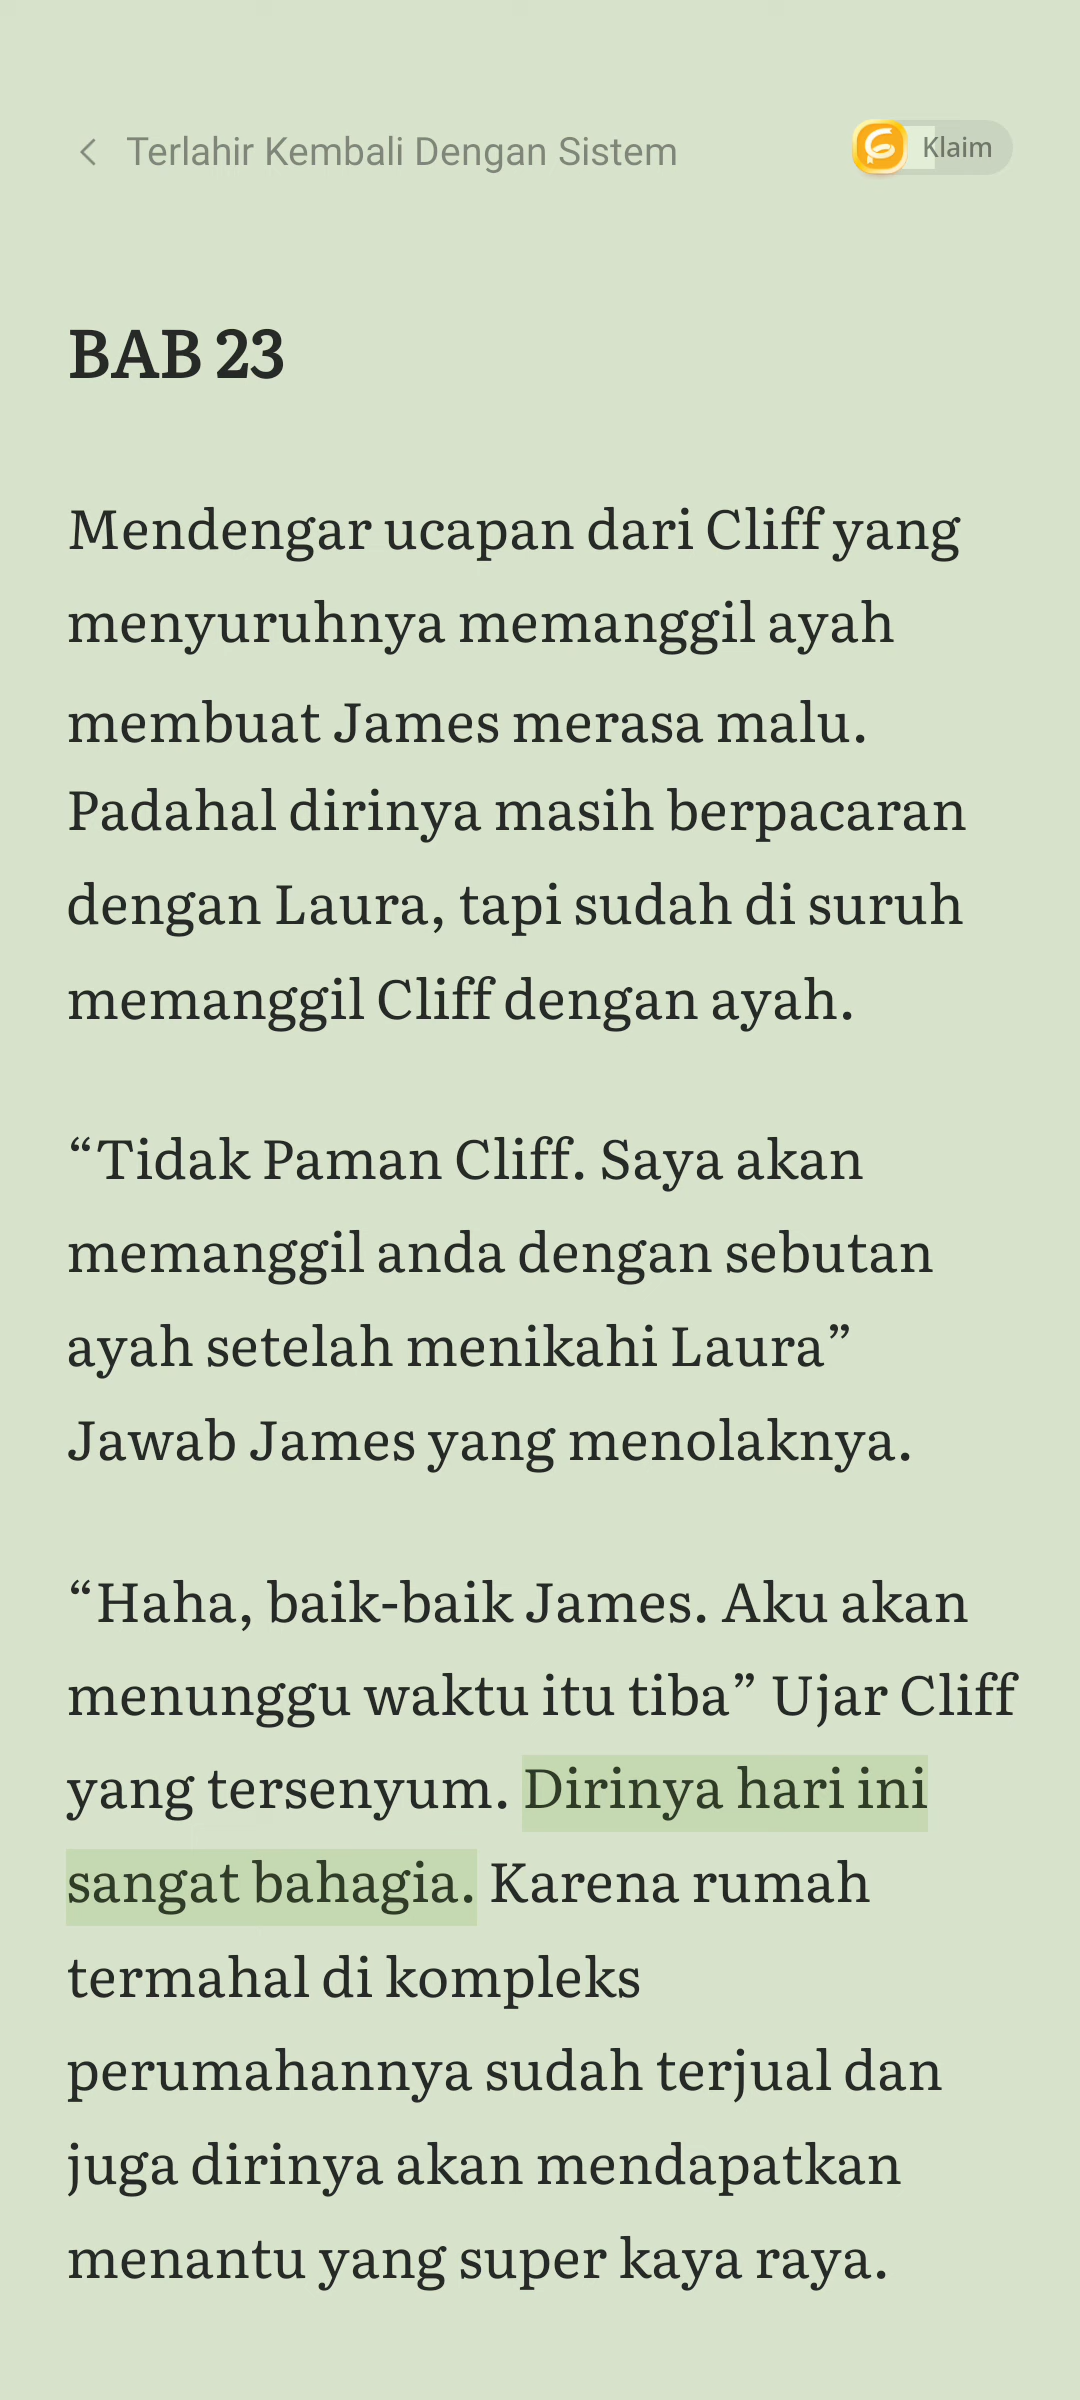 Terlahir Kembali Dengan Sistem
Klaim
BAB 23
Mendengar ucapan dari Cliff yang
menyuruhnya memanggil ayah
membuat James merasa malu.
Padahal dirinya masih berpacaran
dengan Laura, tapi sudah di suruh
memanggil Cliff dengan ayah.
“Tidak Paman Cliff. Saya akan
memanggil anda dengan sebutan
ayah setelah menikahi Laura”
Jawab James yang menolaknya.
“Haha, baik-baik James. Aku akan
menunggu waktu itu tiba” Ujar Cliff
yang tersenyum. Dirinya hari ini
sangat bahagia. Karena rumah
termahal di kompleks
perumahannya sudah terjual dan
juga dirinya akan mendapatkan
menantu yang super kaya raya.